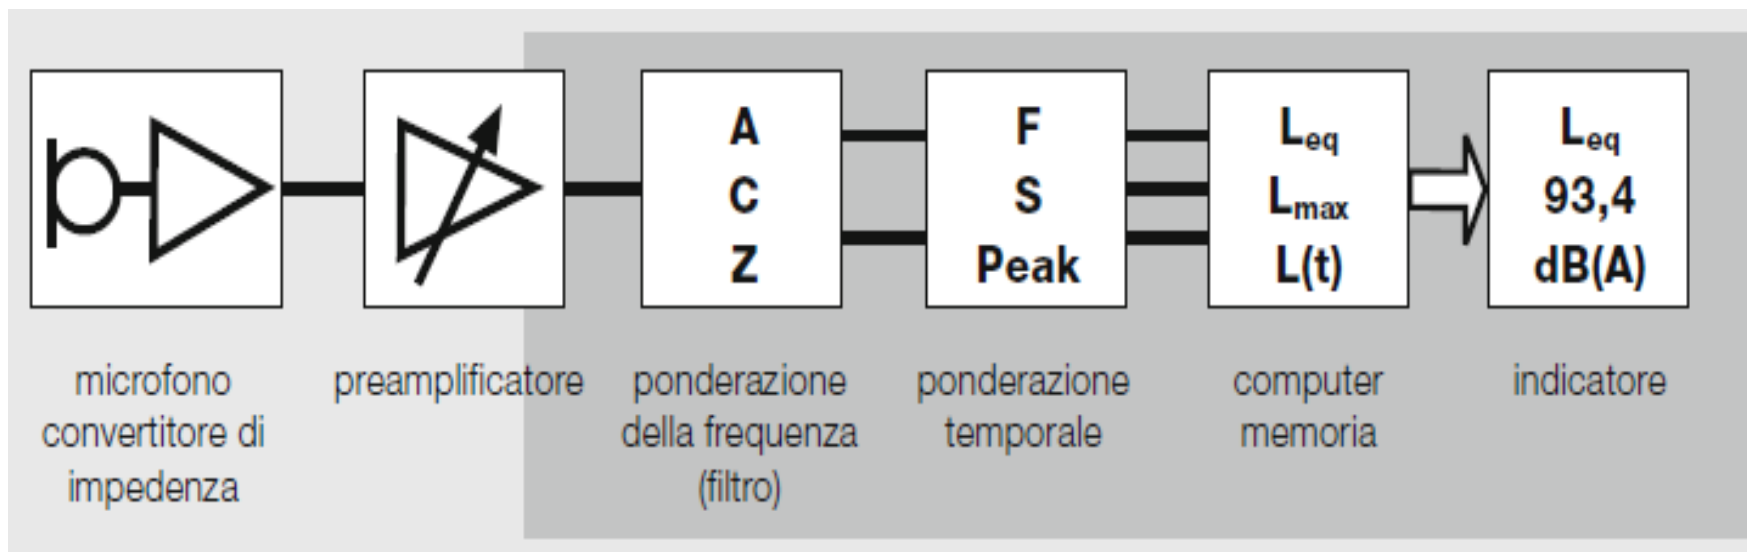 A
C
Z
F
S
Peak
Leq
Lmax
L(t)
Leq
93,4
dB(A)
microfono
convertitore di
impedenza
preamplificatore
ponderazione
della frequenza
(filtro)
ponderazione
temporale
computer
memoria
indicatore